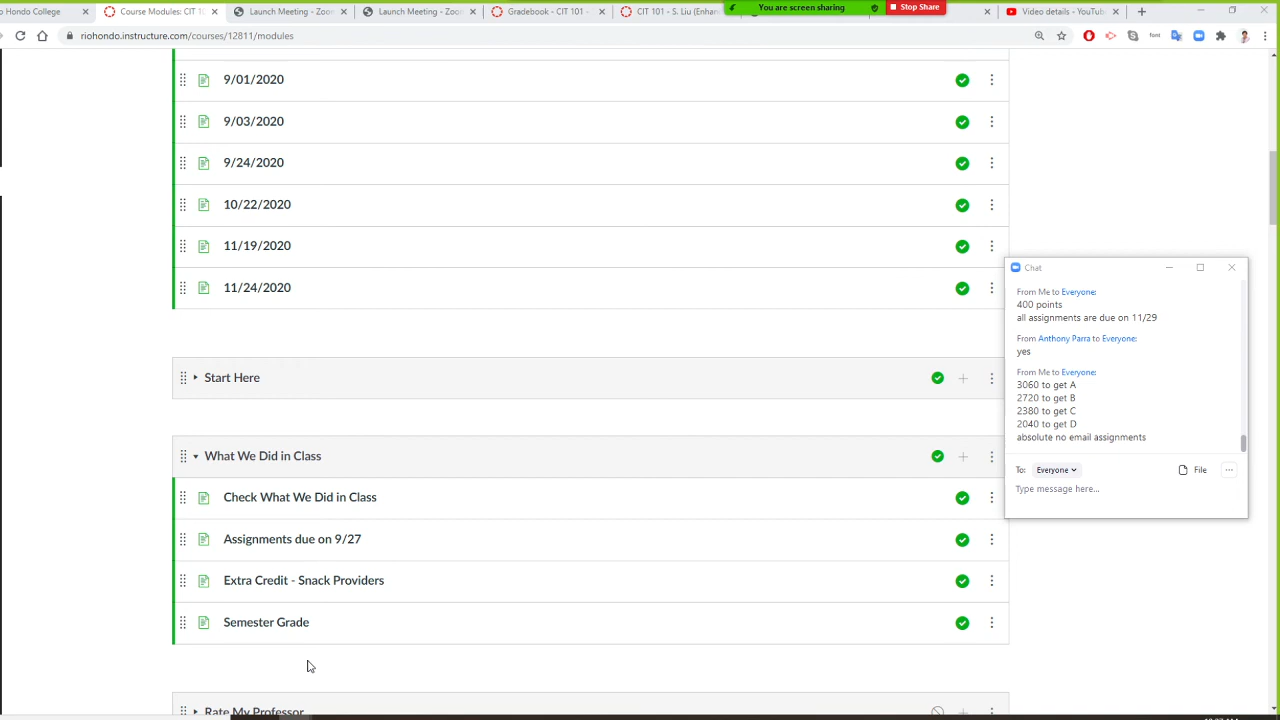 o Hondo College
Course Modules: CIT 10
Launch Meeting - Zoom
Launch Meeting - Zoom
Gradebook - CIT 101 -
CIT 101 - S. Liu (Enhan
You are screen sharing
Stop Share
Video details - YouTub
riohondo.instructure.com/courses/12811/modules
9/01/2020
9/03/2020
9/24/2020
10/22/2020
11/19/2020
11/24/2020
Start Here
What We Did in Class
Check What We Did in Class
Assignments due on 9/27
Extra Credit - Snack Providers
Semester Grade
Rate My Professor
Chat
From Me to Everyone:
400 points
all assignments are due on 11/29
From Anthony Parra to Everyone:
yes
From Me to Everyone:
3060 to get A
2720 to get B
2380 to get C
2040 to get D
absolute no email assignments
To: Everyone
File
Type message here...